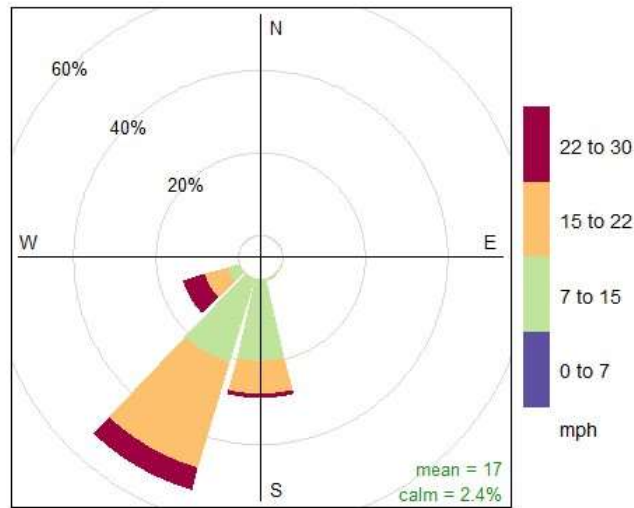 N
60%
22 to 30
40%
20%
15 to 22
W
E
7 to 15
0 to 7
mph
mean = 17
S
calm = 2.4%